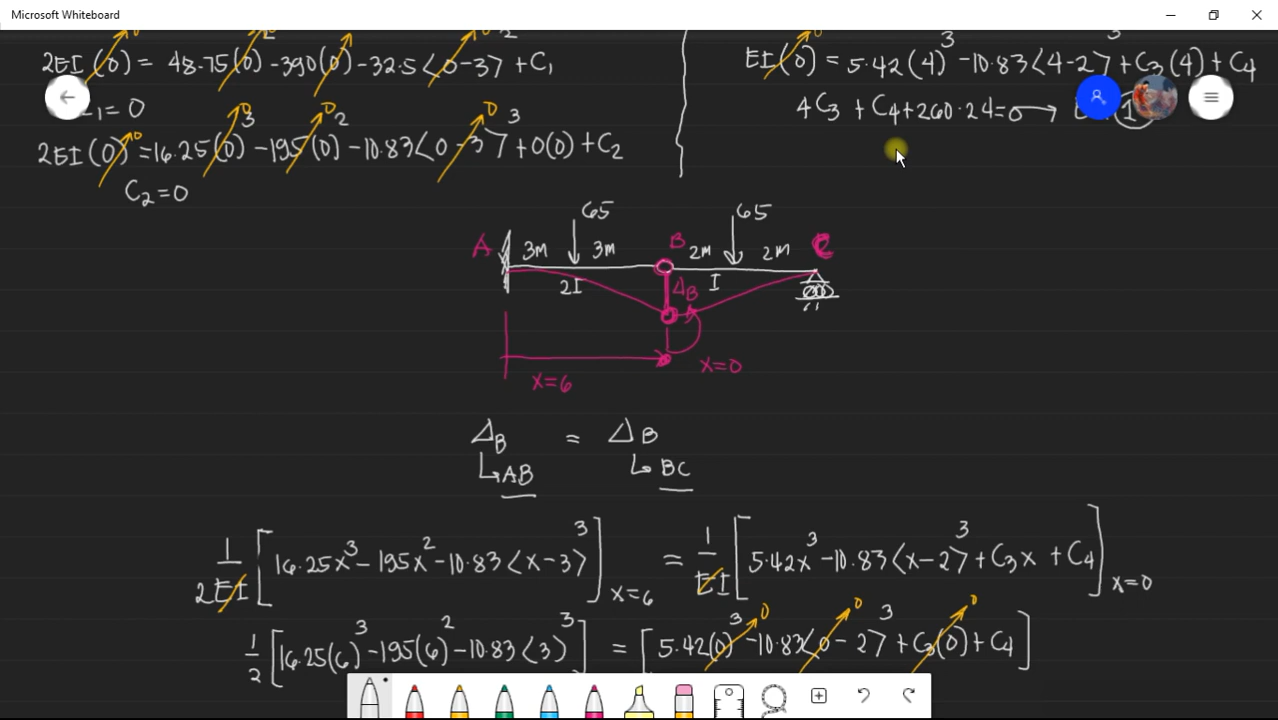 Microsoft Whiteboard
2EI(0) = 48.75(0)² - 390(0) - 32.5<0-3>² + C₁
C₁ = 0
2EI(0) = 16.25(0)³ - 195(0)² - 10.83<0-3>³ + 0(0) + C₂
C₂ = 0
EI(0) = 5.42(4)³ - 10.83<4-2>³ + C₃(4) + C₄
4C₃ + C₄ + 260.24 = 0 →
65 65
A 3M 3M B 2M 2M C
2I ΔB I
x=6 x=0
ΔB = ΔB
↳AB ↳BC
1/2EI [16.25x³ - 195x² - 10.83<x-3>³] x=6 = 1/EI [5.42x³ - 10.83<x-2>³ + C₃x + C₄] x=0
1/2 [16.25(6)³ - 195(6)² - 10.83<3>³] = [5.42(0)³ - 10.83<0-2>³ + C₃(0) + C₄]